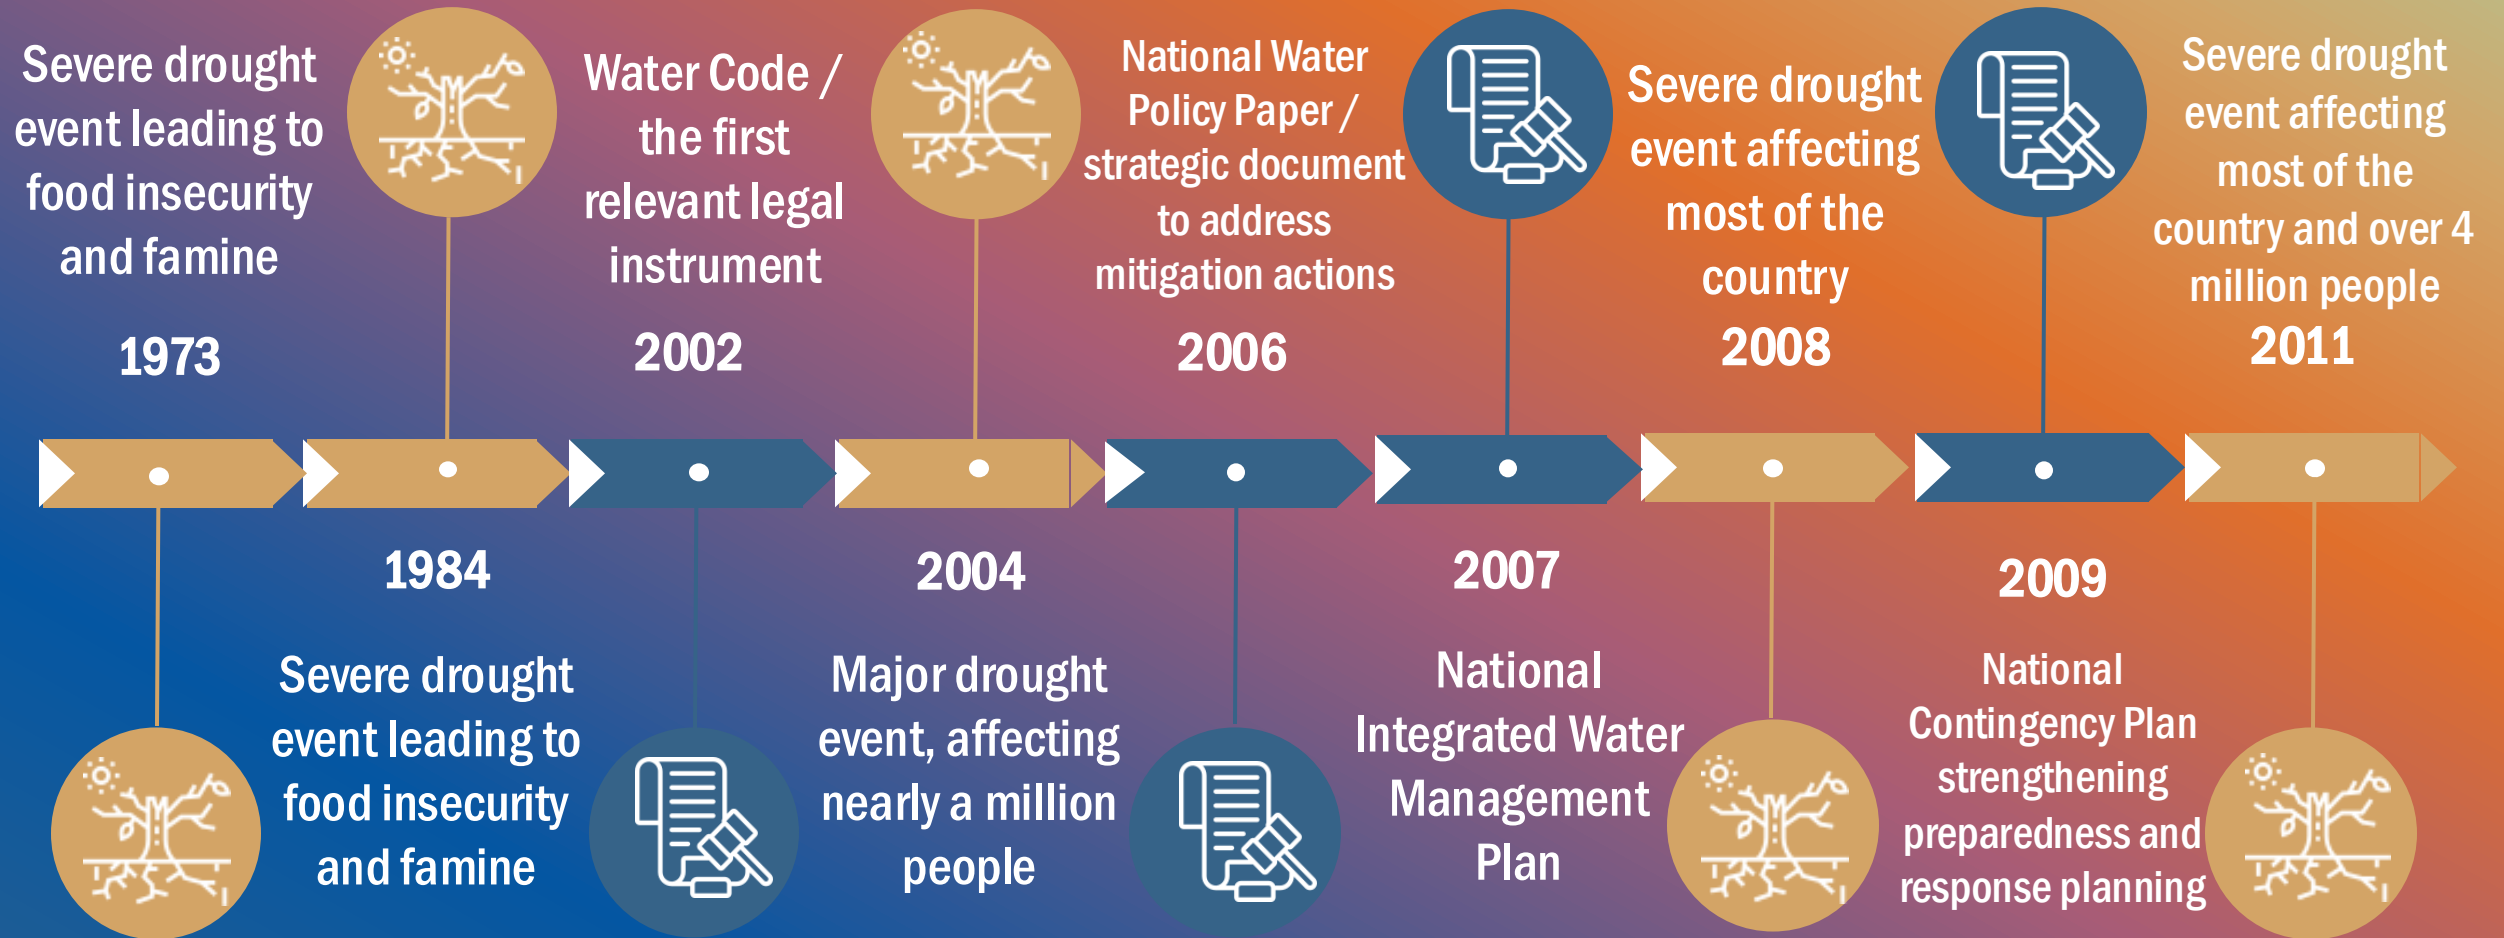 Severe drought
event leading to
food insecurity
and famine
1973
1984
Severe drought
event leading to
food insecurity
and famine
Water Code /
the first
relevant legal
instrument
2002
2004
Major drought
event, affecting
nearly a million
people
National Water
Policy Paper /
strategic document
to address
mitigation actions
2006
2007
National
Integrated Water
Management
Plan
Severe drought
event affecting
most of the
country
2008
2009
National
Contingency Plan
strengthening
preparedness and
response planning
Severe drought
event affecting
most of the
country and over 4
million people
2011